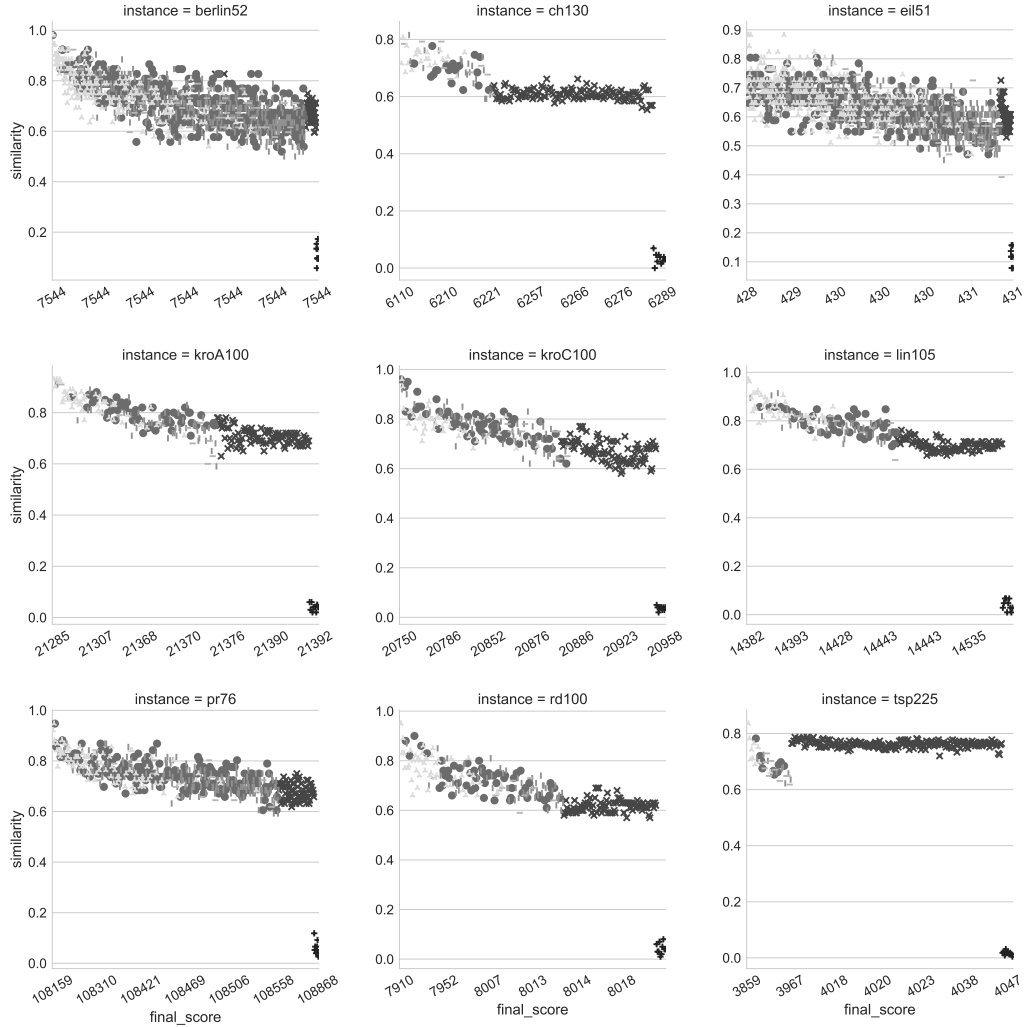 instance = berlin52
instance = ch130
instance = eil51
1.0
0.8
0.6
0.4
0.2
similarity
7544 7544 7544 7544 7544 7544 7544
0.8
0.6
0.4
0.2
0.0
6110 6210 6221 6257 6266 6276 6289
0.9
0.8
0.7
0.6
0.5
0.4
0.3
0.2
0.1
428 429 430 430 430 431 431
instance = kroA100
instance = kroC100
instance = lin105
0.8
0.6
0.4
0.2
0.0
similarity
21285 21307 21368 21370 21376 21390 21392
1.0
0.8
0.6
0.4
0.2
0.0
20750 20786 20852 20876 20886 20923 20958
1.0
0.8
0.6
0.4
0.2
0.0
14382 14393 14428 14443 14443 14535
instance = pr76
instance = rd100
instance = tsp225
1.0
0.8
0.6
0.4
0.2
0.0
similarity
108159 108310 108421 108469 108506 108558 108868
final_score
1.0
0.8
0.6
0.4
0.2
0.0
7910 7952 8007 8013 8014 8018
final_score
0.8
0.6
0.4
0.2
0.0
3859 3967 4018 4020 4023 4038 4047
final_score